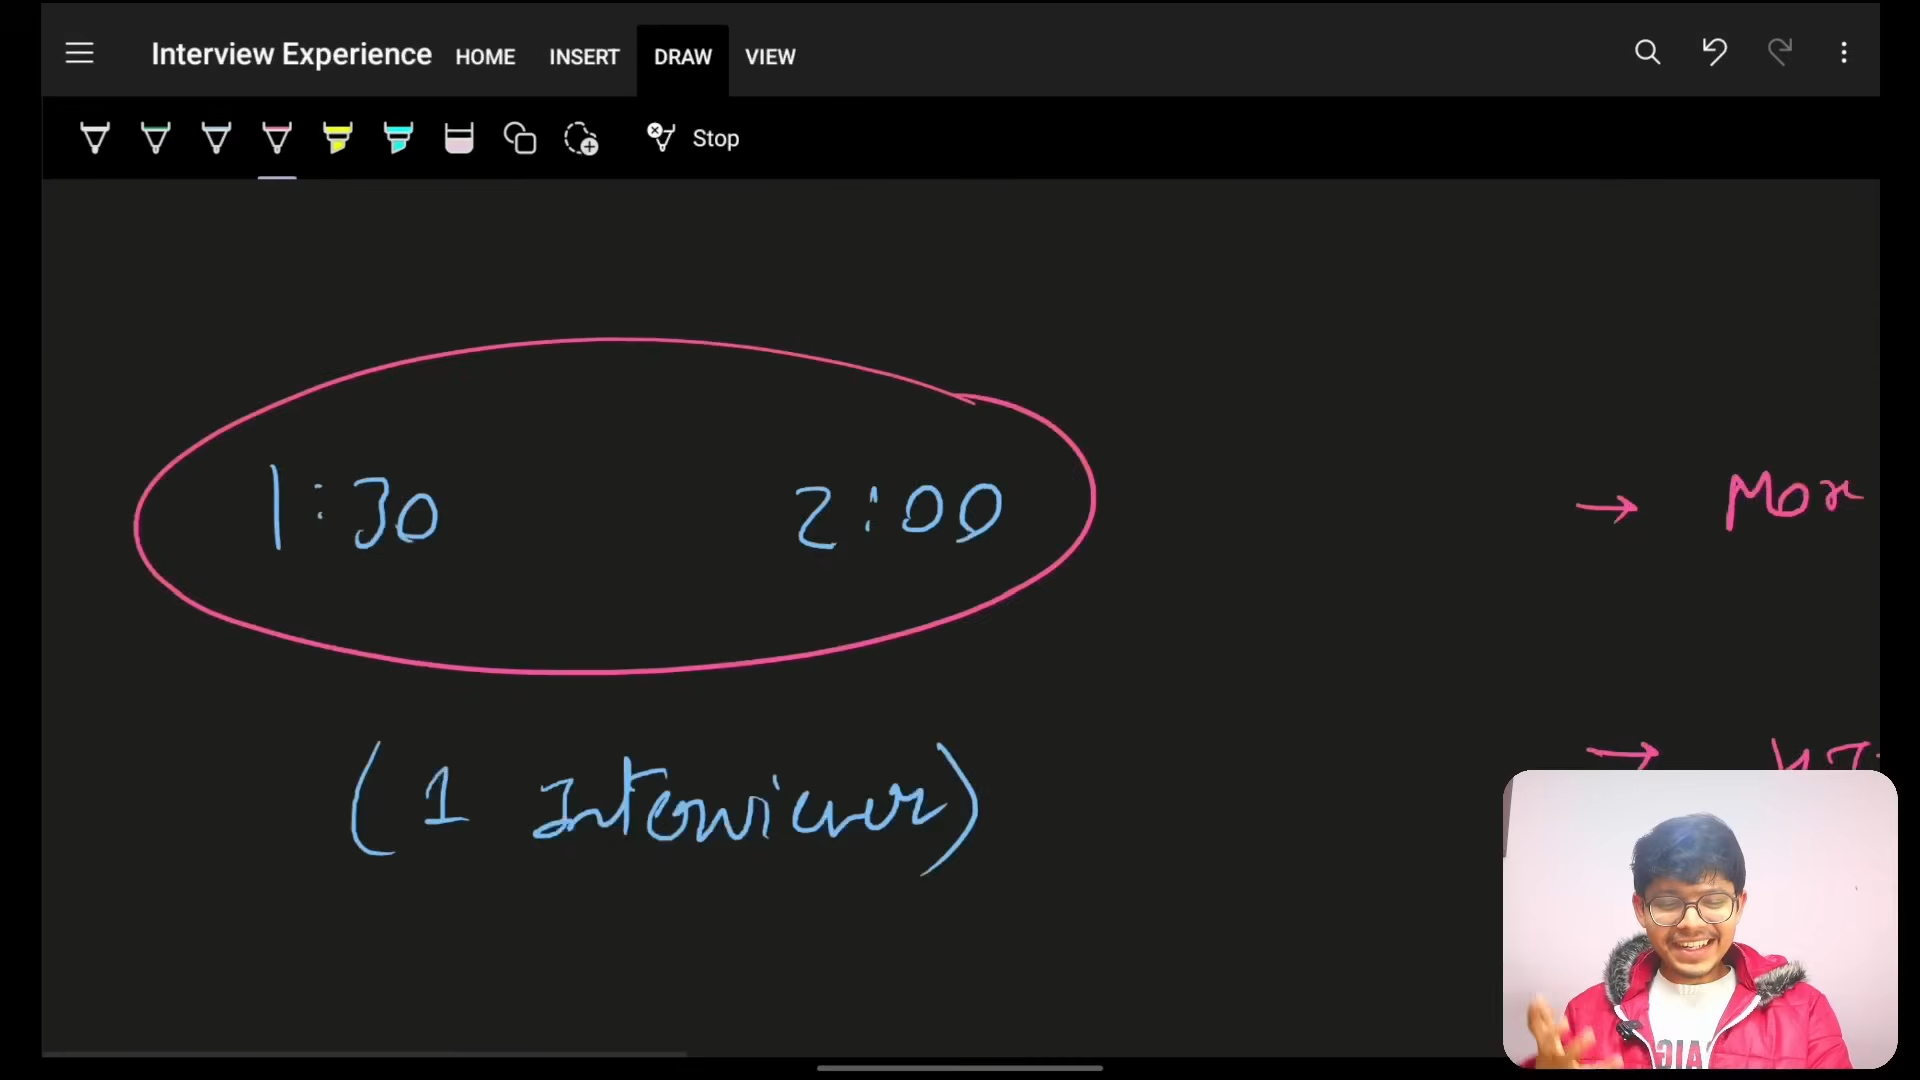 Interview Experience HOME INSERT DRAW VIEW
Stop
1:30 2:00
→ Mor
(1 Interviewer)